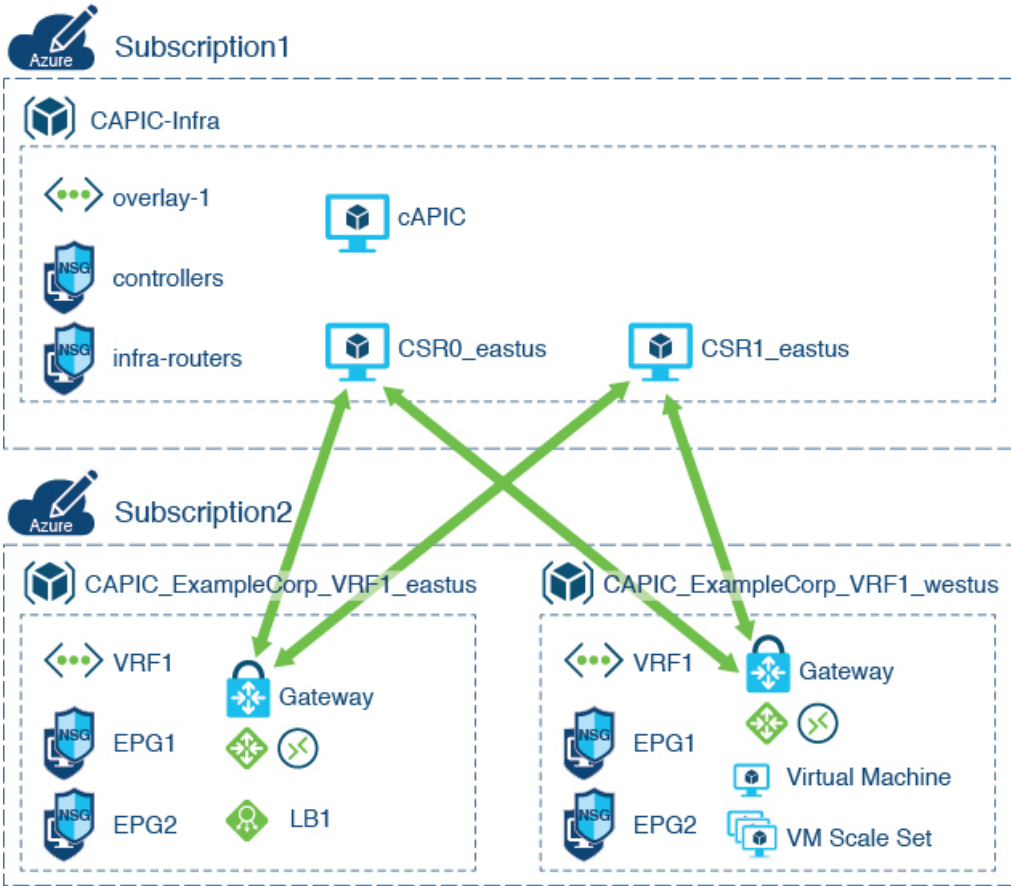 Azure
Subscription1
CAPIC-Infra
overlay-1
cAPIC
NSG
controllers
NSG
infra-routers
CSR0_eastus
CSR1_eastus
Azure
Subscription2
CAPIC_ExampleCorp_VRF1_eastus
VRF1
Gateway
NSG
EPG1
NSG
EPG2
LB1
CAPIC_ExampleCorp_VRF1_westus
VRF1
Gateway
NSG
EPG1
Virtual Machine
NSG
EPG2
VM Scale Set